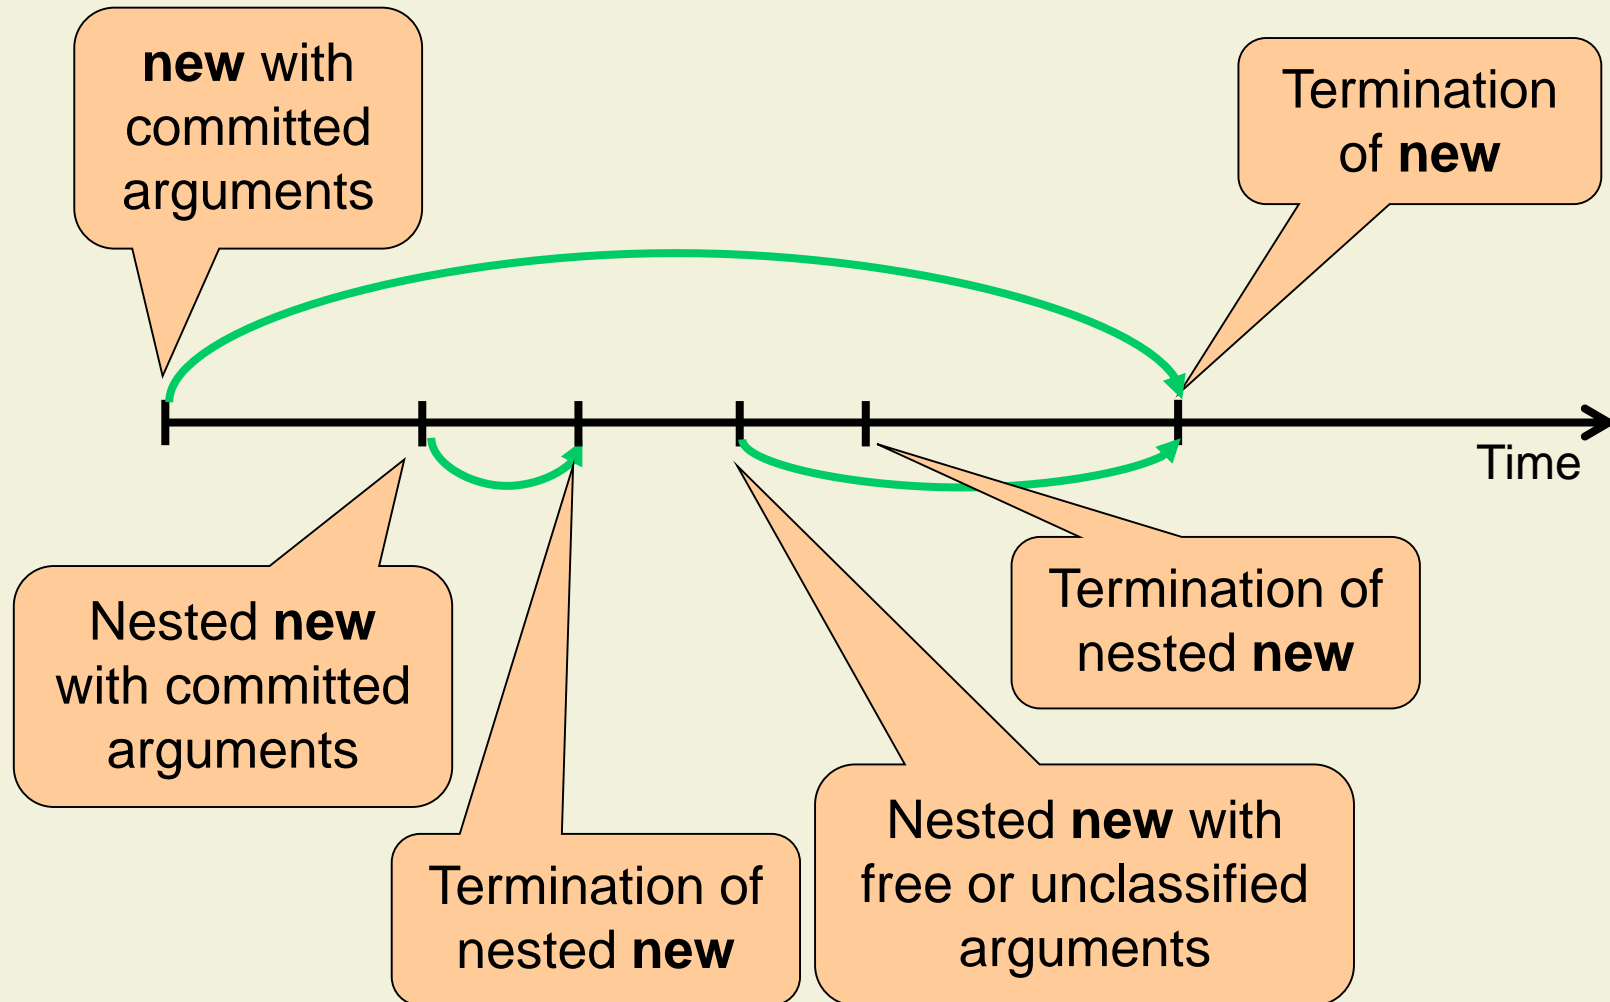 new with
committed
arguments
Termination
of new
Time
Nested new
with committed
arguments
Termination of
nested new
Termination of
nested new
Nested new with
free or unclassified
arguments